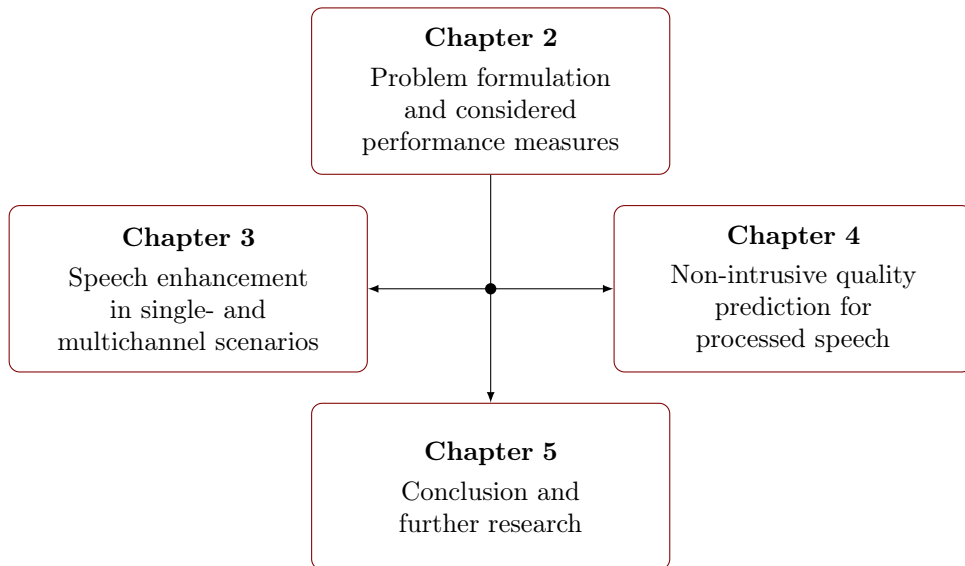 Chapter 2
Problem formulation
and considered
performance measures
Chapter 3
Speech enhancement
in single- and
multichannel scenarios
Chapter 4
Non-intrusive quality
prediction for
processed speech
Chapter 5
Conclusion and
further research